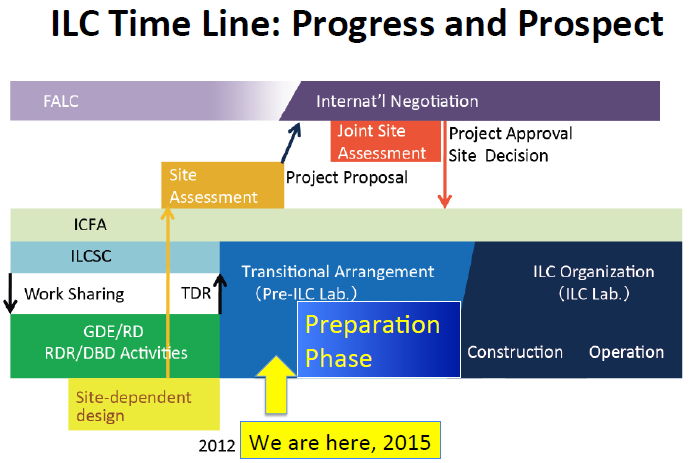 ILC Time Line: Progress and Prospect
FALC
Internat'l Negotiation
Joint Site
Assessment
Project Approval
Site Decision
Site
Assessment
Project Proposal
ICFA
ILCSC
Work Sharing
TDR
Transitional Arrangement
(Pre-ILC Lab.)
ILC Organization
(ILC Lab.)
GDE/RD
RDR/DBD Activities
Preparation
Phase
Construction
Operation
Site-dependent
design
2012
We are here, 2015